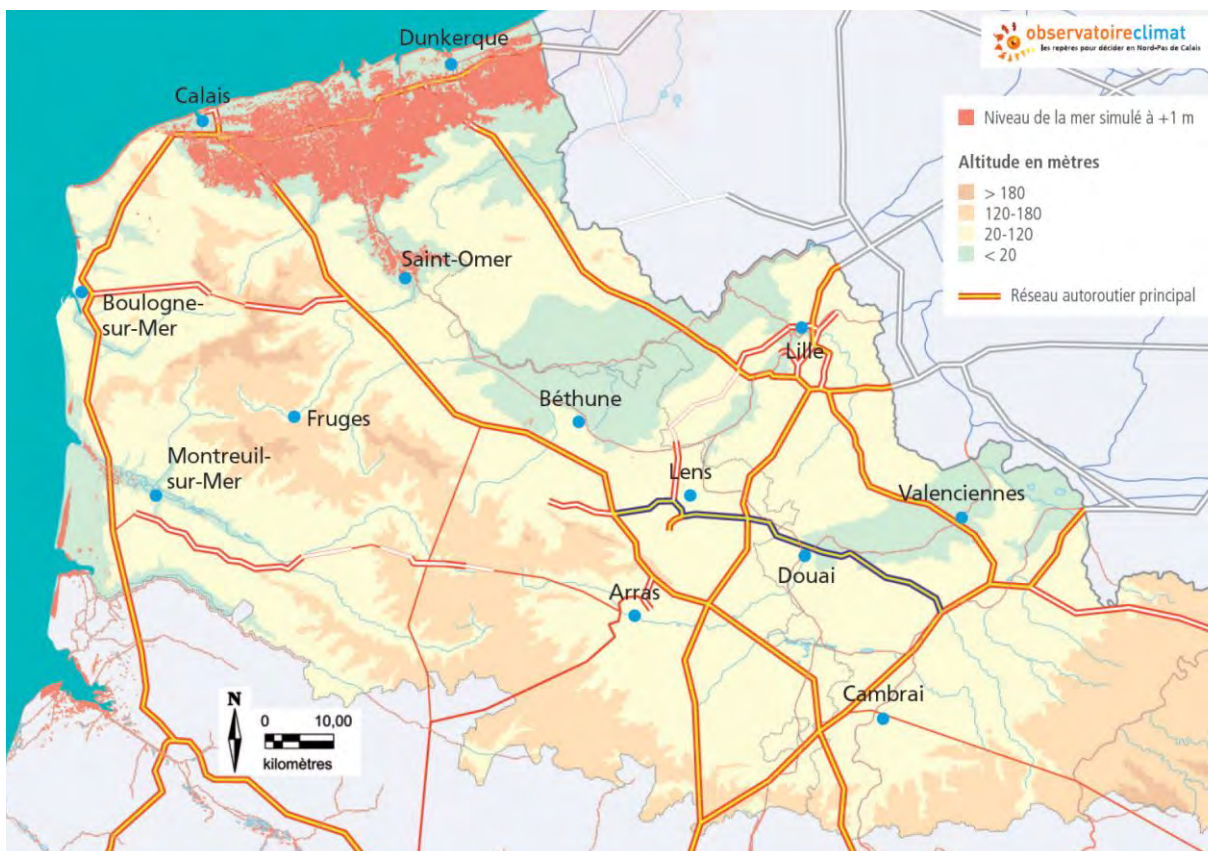 observatoireclimat
les repères pour décider en Nord-Pas de Calais
Dunkerque
Calais
Niveau de la mer simulé à +1 m
Altitude en mètres
> 180
120-180
20-120
< 20
Réseau autoroutier principal
Saint-Omer
Boulogne-
sur-Mer
Lille
Béthune
Fruges
Montreuil-
sur-Mer
Lens
Valenciennes
Douai
Arras
Cambrai
N
0 10,00
kilomètres